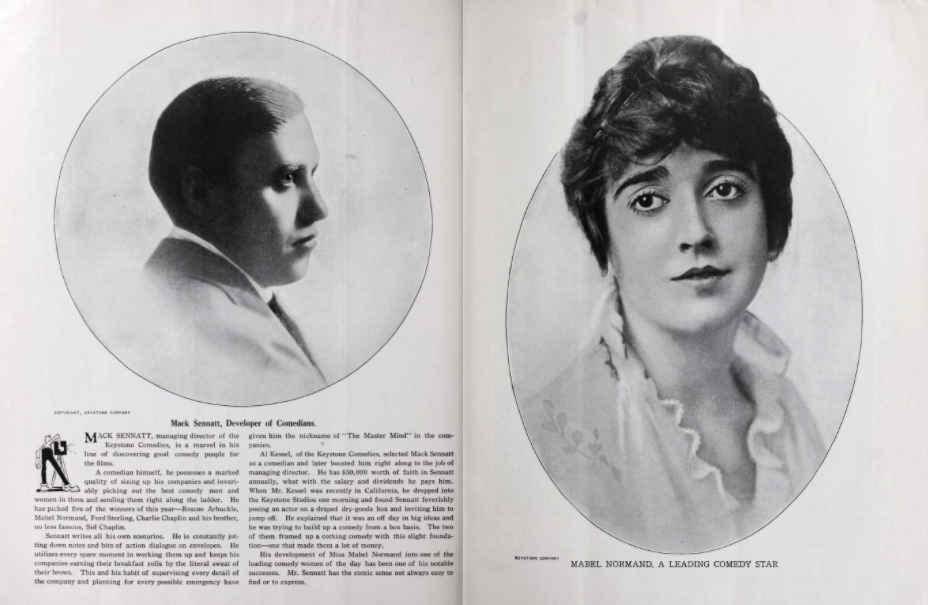 COPYRIGHT, KEYSTONE COMPANY
Mack Sennatt, Developer of Comedians.
MACK SENNATT, managing director of the
Keystone Comedies, is a marvel in his
line of discovering good comedy people for
the films.
A comedian himself, he possesses a marked
quality of sizing up his companies and invari-
ably picking out the best comedy men and
women in them and sending them right along the ladder. He
has picked five of the winners of this year—Roscoe Arbuckle,
Mabel Normand, Ford Sterling, Charlie Chaplin and his brother,
no less famous, Sid Chaplin.
Sennatt writes all his own scenarios. He is constantly jot-
ting down notes and bits of action dialogue on envelopes. He
utilizes every spare moment in working them up and keeps his
companies earning their breakfast rolls by the literal sweat of
their brows. This and his habit of supervising every detail of
the company and planning for every possible emergency have
given him the nickname of "The Master Mind" in the com-
panies.
Al Kessel, of the Keystone Comedies, selected Mack Sennatt
as a comedian and later boosted him right along to the job of
managing director. He has $50,000 worth of faith in Sennatt
annually, what with the salary and dividends he pays him.
When Mr. Kessel was recently in California, he dropped into
the Keystone Studios one morning and found Sennatt feverishly
posing an actor on a draped dry-goods box and inviting him to
jump off. He explained that it was an off day in big ideas and
he was trying to build up a comedy from a box basis. The two
of them framed up a corking comedy with this slight founda-
tion—one that made them a lot of money.
His development of Miss Mabel Normand into one of the
leading comedy women of the day has been one of his notable
successes. Mr. Sennatt has the comic sense not always easy to
find or to express.
KEYSTONE COMPANY
MABEL NORMAND, A LEADING COMEDY STAR